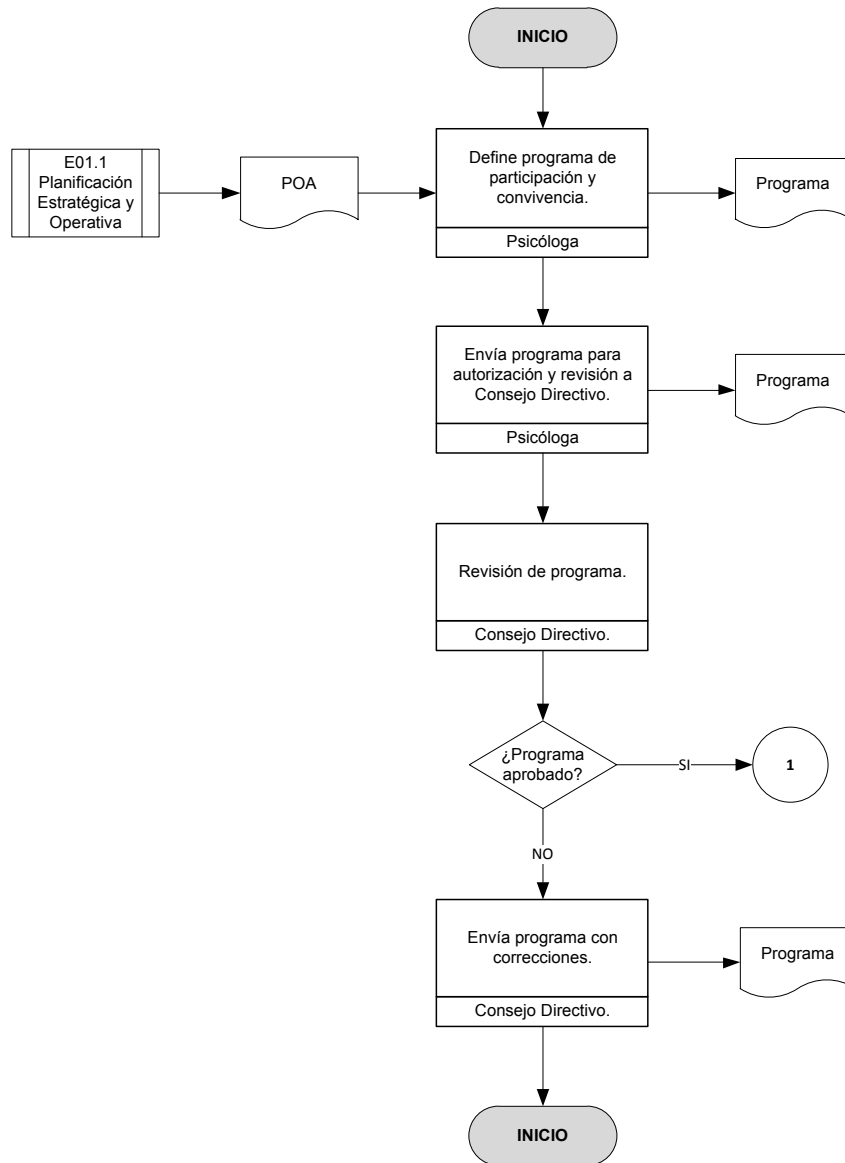 INICIO
E01.1
Planificación
Estratégica y
Operativa
POA
Define programa de
participación y
convivencia.
Psicóloga
Programa
Envía programa para
autorización y revisión a
Consejo Directivo.
Psicóloga
Programa
Revisión de programa.
Consejo Directivo.
¿Programa
aprobado?
SI
1
NO
Envía programa con
correcciones.
Consejo Directivo.
Programa
INICIO